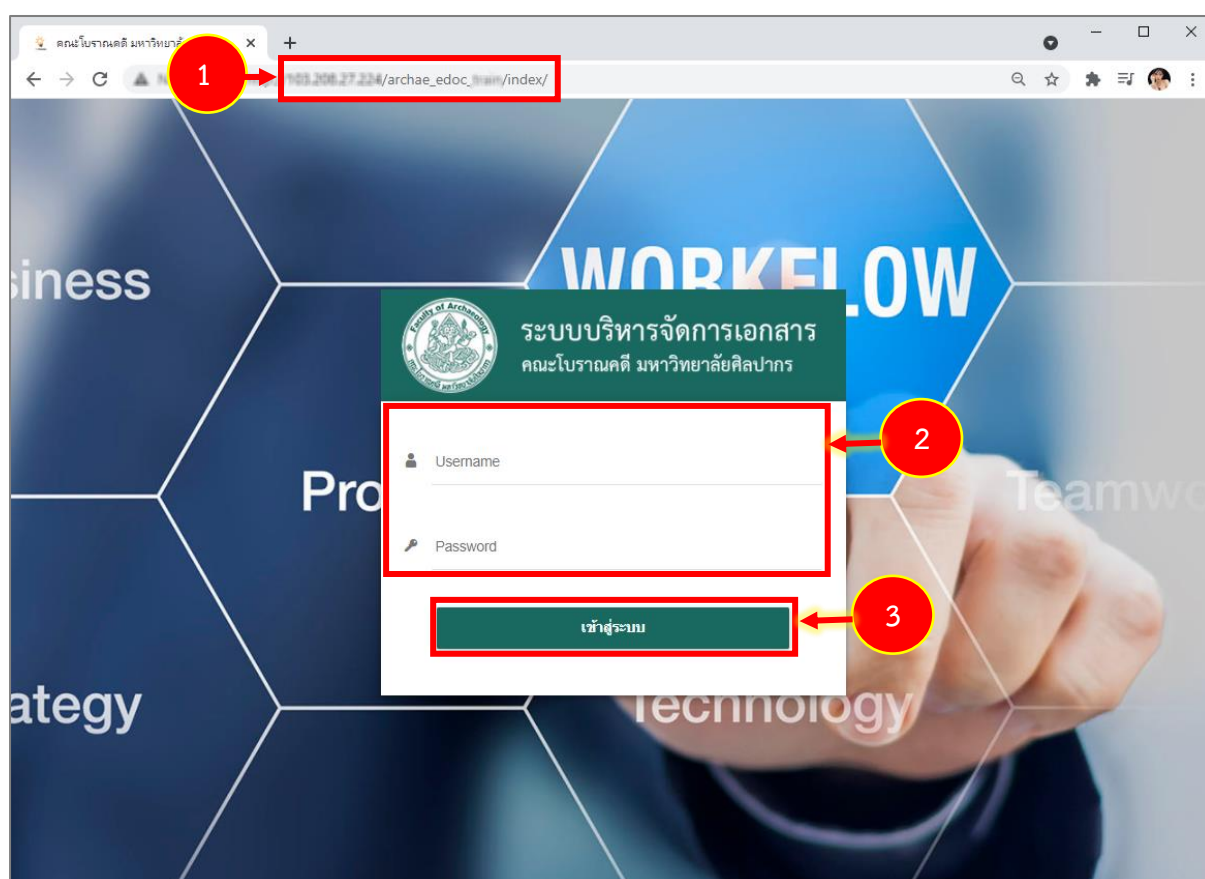 คณะโบราณคดี มหาวิทยาลั
1
/archae_edoc_ /index/
siness
WORKFLOW
ระบบบริหารจัดการเอกสาร
คณะโบราณคดี มหาวิทยาลัยศิลปากร
Faculty of Archaeology
2
Username
Pro
Teamwo
Password
3
เข้าสู่ระบบ
ategy
Technology